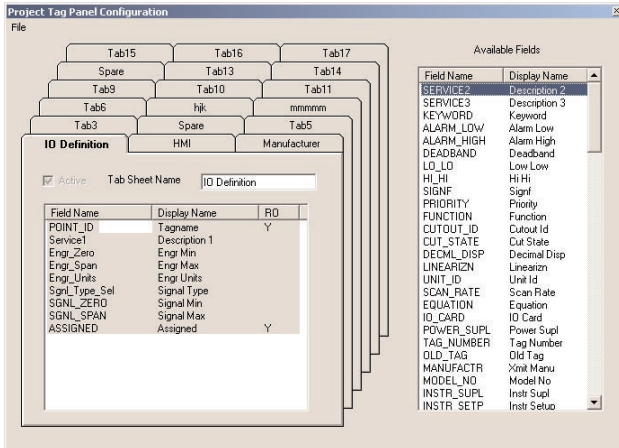 Project Tag Panel Configuration
File
Tab15 Tab16 Tab17
Spare Tab13 Tab14
Tab9 Tab10 Tab11
Tab6 hjk mmmmm
Tab3 Spare Tab5
IO Definition HMI Manufacturer
Active Tab Sheet Name IO Definition
Field Name Display Name RO
POINT_ID Tagname Y
Service1 Description 1
Engr_Zero Engr Min
Engr_Span Engr Max
Engr_Units Engr Units
Sgnl_Type_Sel Signal Type
SGNL_ZERO Signal Min
SGNL_SPAN Signal Max
ASSIGNED Assigned Y
Available Fields
Field Name Display Name
SERVICE2 Description 2
SERVICE3 Description 3
KEYWORD Keyword
ALARM_LOW Alarm Low
ALARM_HIGH Alarm High
DEADBAND Deadband
LO_LO Low Low
HI_HI Hi Hi
SIGNF Signf
PRIORITY Priority
FUNCTION Function
CUTOUT_ID Cutout Id
CUT_STATE Cut State
DECML_DISP Decimal Disp
LINEARIZN Linearizn
UNIT_ID Unit Id
SCAN_RATE Scan Rate
EQUATION Equation
IO_CARD IO Card
POWER_SUPL Power Supl
TAG_NUMBER Tag Number
OLD_TAG Old Tag
MANUFACTR Xmit Manu
MODEL_NO Model No
INSTR_SUPL Instr Supl
INSTR_SETP Instr Setup